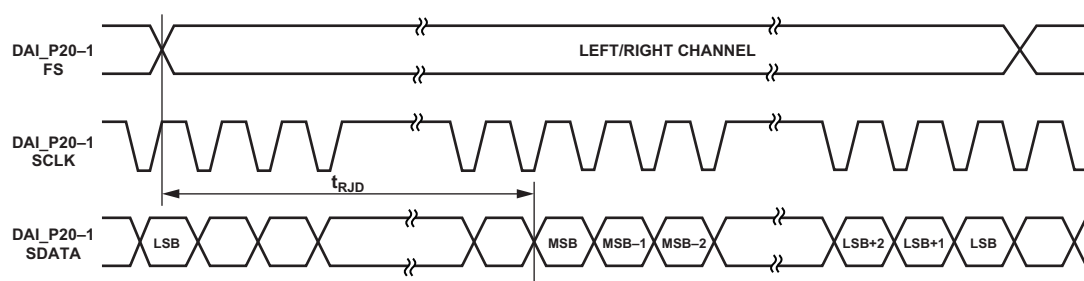 DAI_P20–1
FS
LEFT/RIGHT CHANNEL
DAI_P20–1
SCLK
tRJD
DAI_P20–1
SDATA
LSB
MSB
MSB–1
MSB–2
LSB+2
LSB+1
LSB